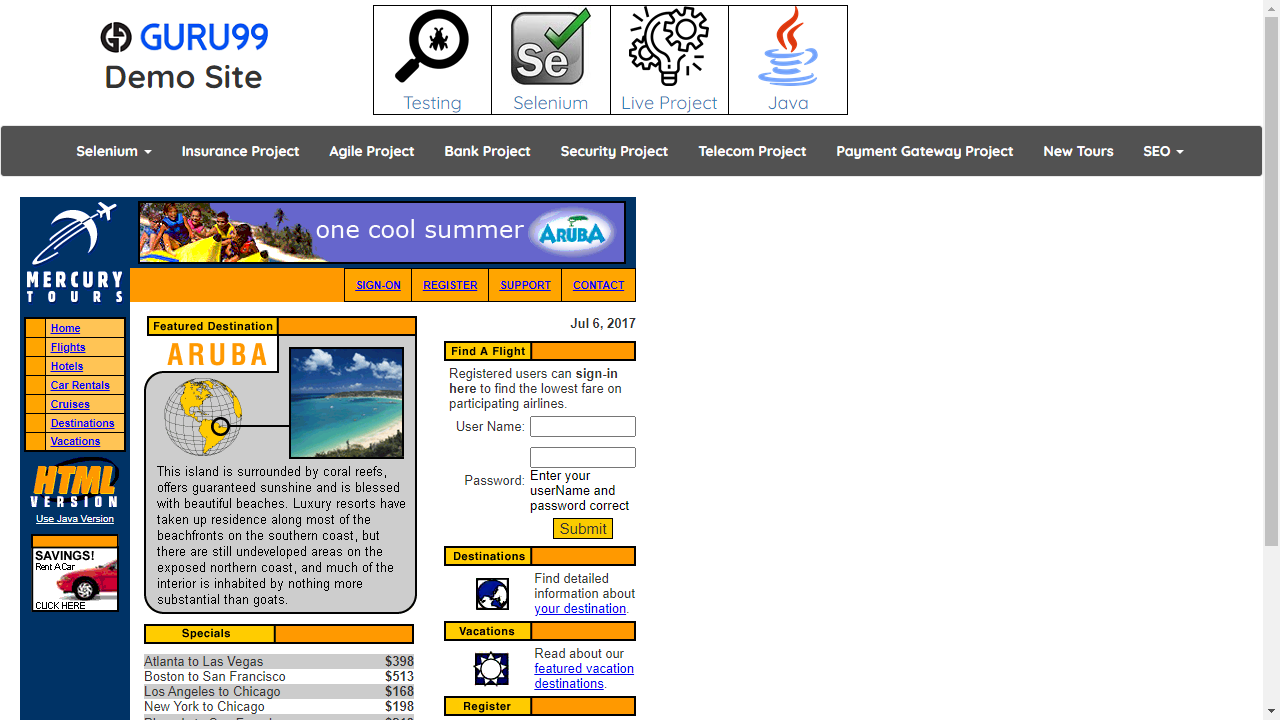 GURU99
Demo Site
Testing
Selenium
Live Project
Java
Selenium
Insurance Project
Agile Project
Bank Project
Security Project
Telecom Project
Payment Gateway Project
New Tours
SEO
MERCURY
TOURS
one cool summer
ARUBA
SIGN-ON
REGISTER
SUPPORT
CONTACT
Home
Flights
Hotels
Car Rentals
Cruises
Destinations
Vacations
HTML
VERSION
Use Java Version
SAVINGS!
Rent A Car
CLICK HERE
Featured Destination
ARUBA
This island is surrounded by coral reefs,
offers guaranteed sunshine and is blessed
with beautiful beaches. Luxury resorts have
taken up residence along most of the
benchfronts on the southern coast, but
there are still undeveloped areas on the
exposed northern coast, and much of the
interior is inhabited by nothing more
substantial than goats.
Specials
Atlanta to Las Vegas $398
Boston to San Francisco $513
Los Angeles to Chicago $168
New York to Chicago $198
Jul 6, 2017
Find A Flight
Registered users can sign-in
here to find the lowest fare on
participating airlines.
User Name:
Password:
Enter your
userName and
password correct
Submit
Destinations
Find detailed
information about
your destination.
Vacations
Read about our
featured vacation
destinations.
Register